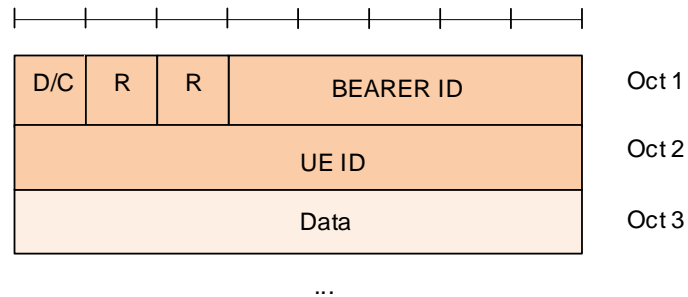 D/C R R BEARER ID Oct 1
UE ID Oct 2
Data Oct 3
...